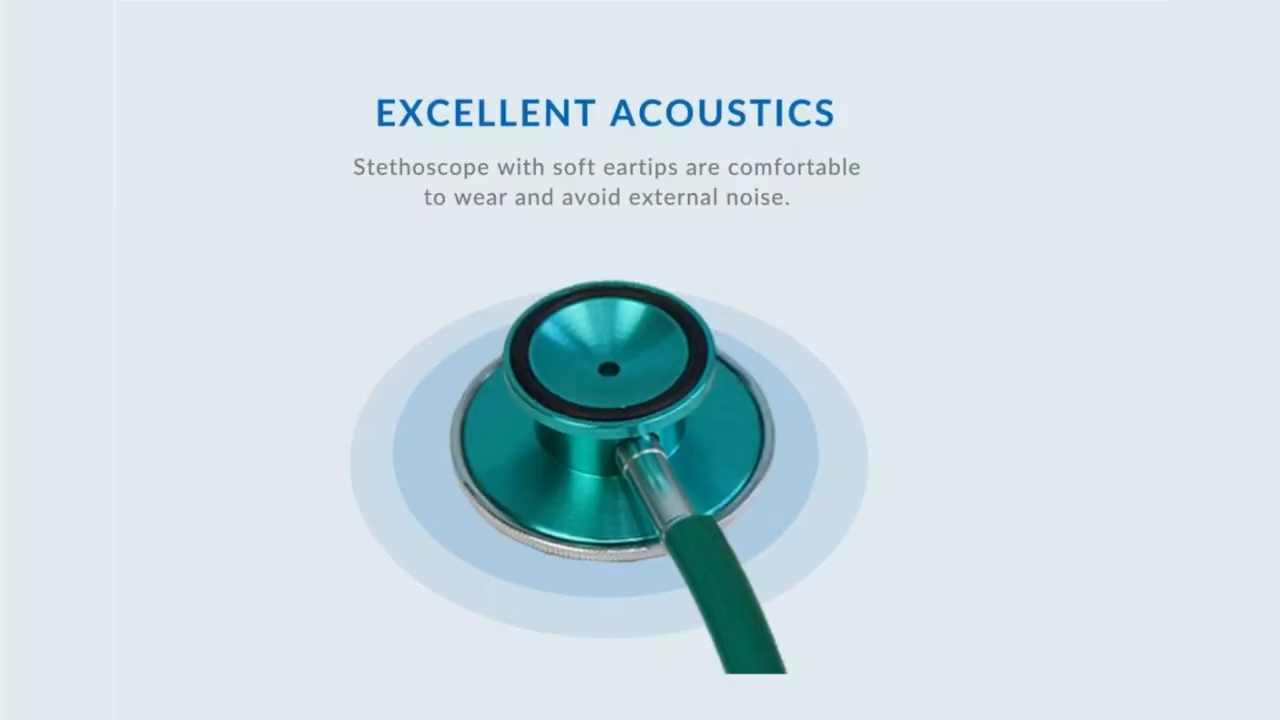 EXCELLENT ACOUSTICS
Stethoscope with soft eartips are comfortable
to wear and avoid external noise.